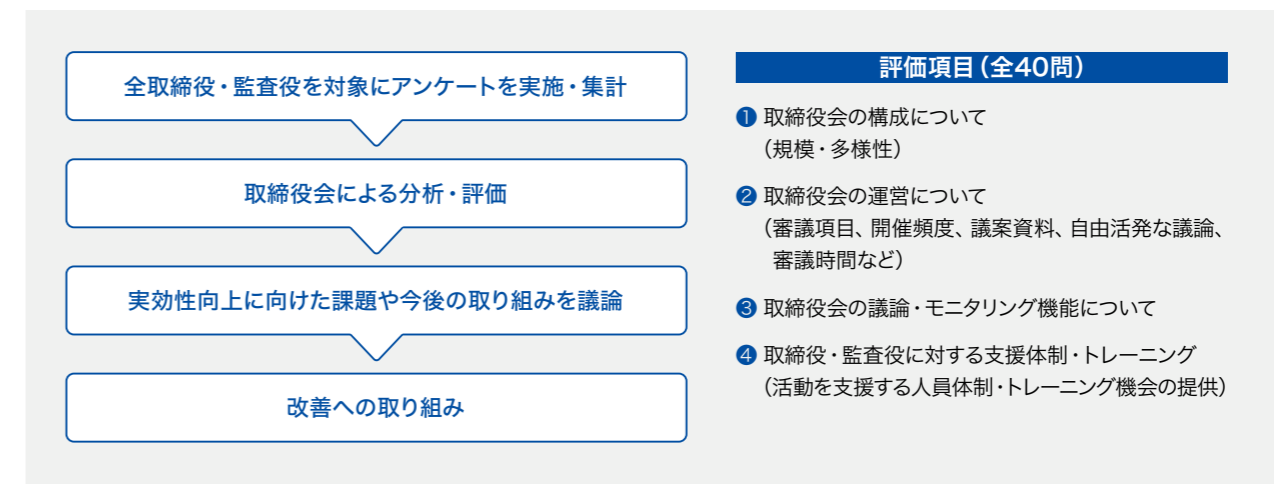 全取締役・監査役を対象にアンケートを実施・集計
取締役会による分析・評価
実効性向上に向けた課題や今後の取り組みを議論
改善への取り組み
評価項目（全40問）
❶ 取締役会の構成について
（規模・多様性）
❷ 取締役会の運営について
（審議項目、開催頻度、議案資料、自由活発な議論、
審議時間など）
❸ 取締役会の議論・モニタリング機能について
❹ 取締役・監査役に対する支援体制・トレーニング
（活動を支援する人員体制・トレーニング機会の提供）